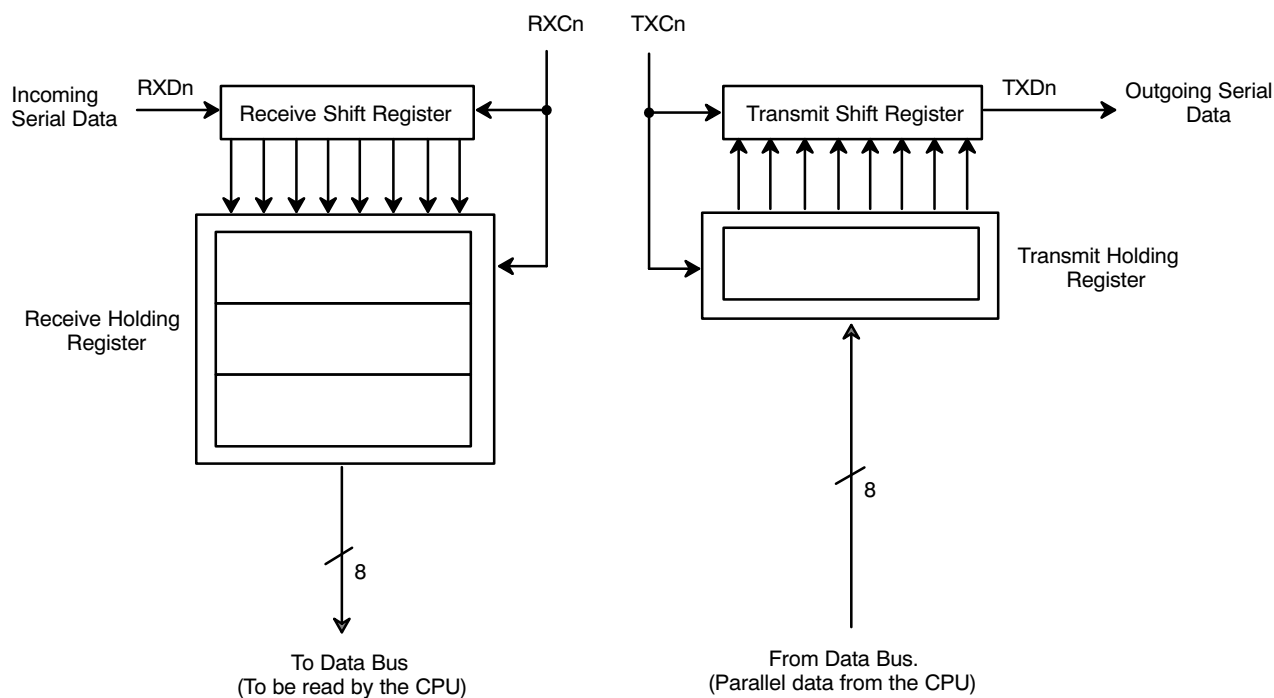 RXCn
TXCn
Incoming
Serial Data
RXDn
Receive Shift Register
Transmit Shift Register
TXDn
Outgoing Serial
Data
Receive Holding
Register
Transmit Holding
Register
8
8
To Data Bus
(To be read by the CPU)
From Data Bus.
(Parallel data from the CPU)